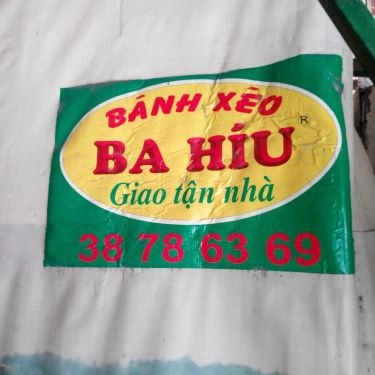 BÁNH XÈO
R
BA HÍU
Giao tận nhà
38 78 63 69